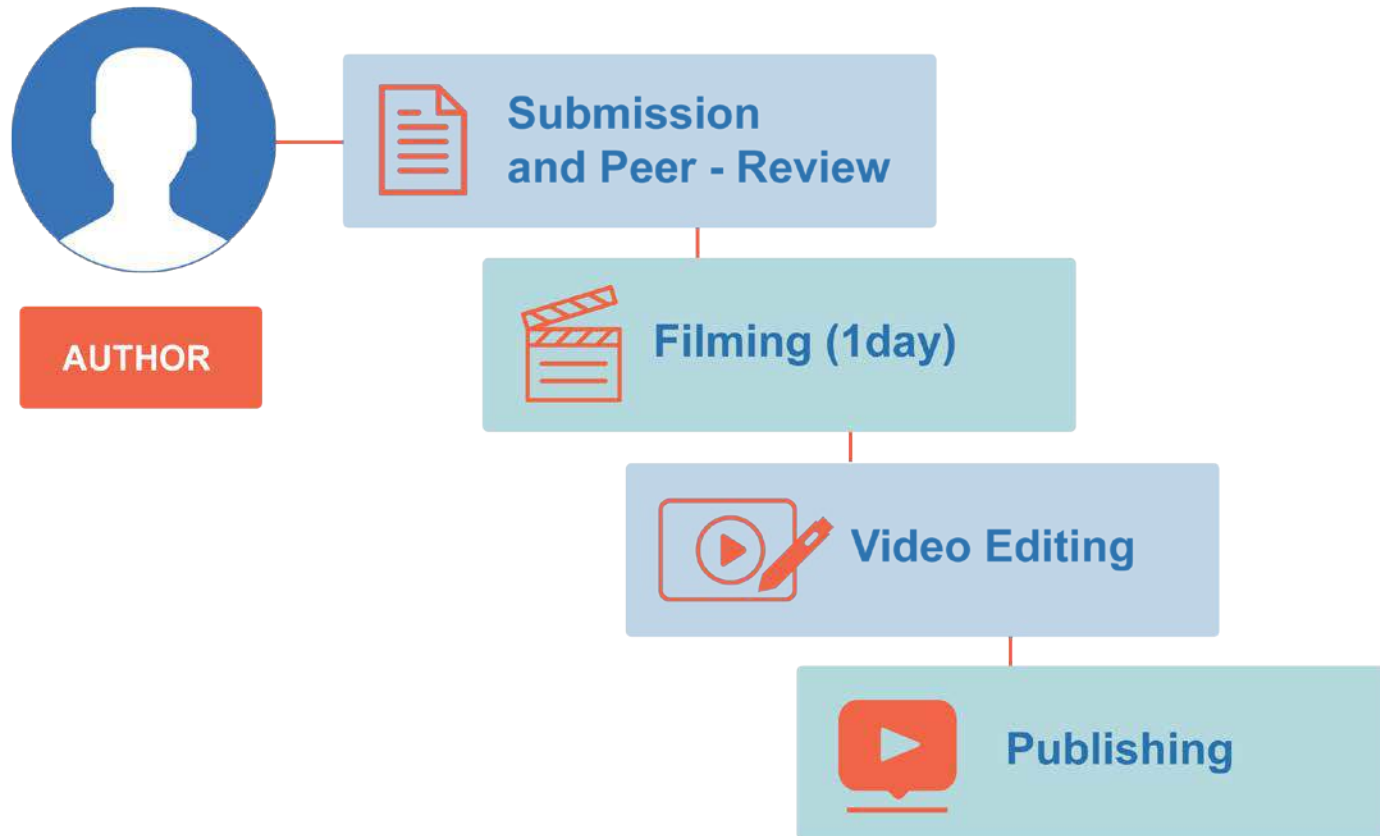 Submission
and Peer - Review
AUTHOR
Filming (1day)
Video Editing
Publishing